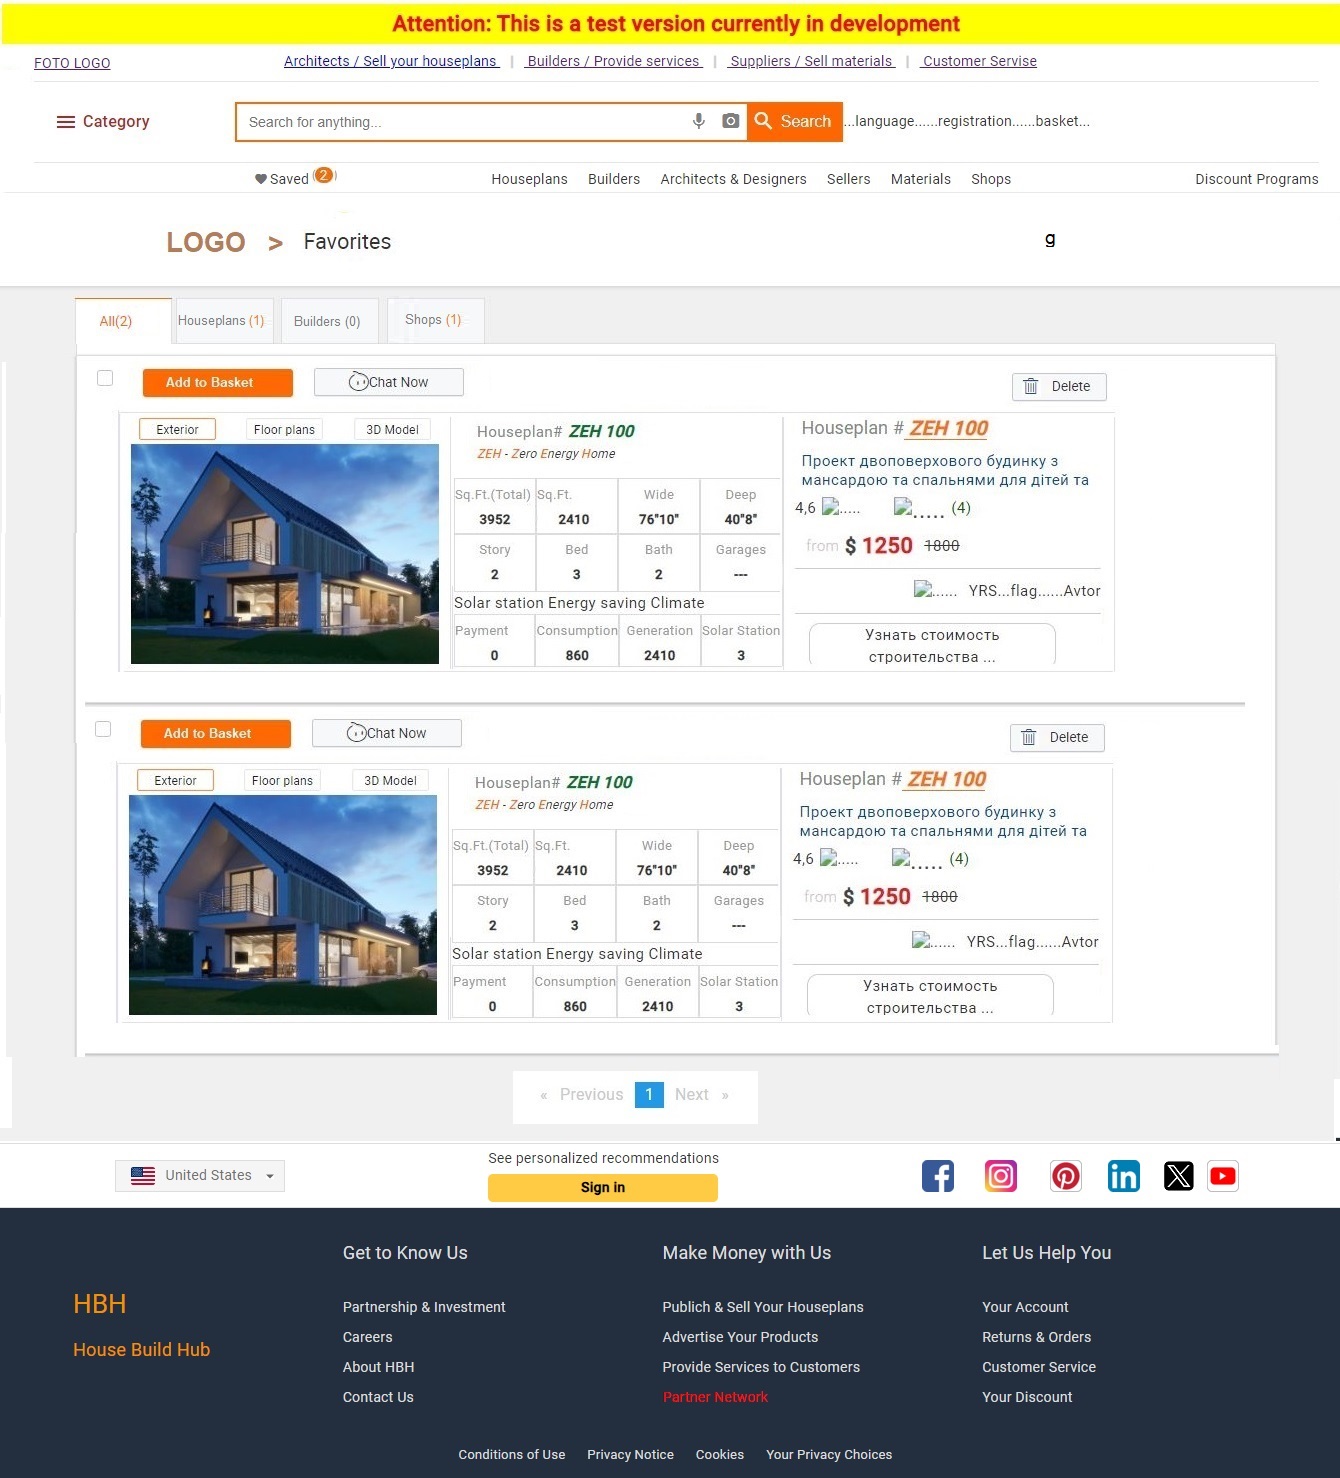 Attention: This is a test version currently in development
FOTO LOGO
Architects / Sell your houseplans | Builders / Provide services | Suppliers / Sell materials | Customer Servise
Category
Search for anything...
Search
...language......registration......basket...
Saved (2)
Houseplans Builders Architects & Designers Sellers Materials Shops
Discount Programs
LOGO > Favorites
g
All(2)
Houseplans (1)
Builders (0)
Shops (1)
Add to Basket
Chat Now
Delete
Exterior Floor plans 3D Model
Houseplan# ZEH 100
ZEH - Zero Energy Home
Sq.Ft.(Total) Sq.Ft. Wide Deep
3952 2410 76"10" 40"8"
Story Bed Bath Garages
2 3 2 ---
Solar station Energy saving Climate
Payment Consumption Generation Solar Station
0 860 2410 3
Houseplan # ZEH 100
Проект двоповерхового будинку з
мансардою та спальнями для дітей та
4,6 ..... ..... (4)
from $ 1250 1800
...... YRS...flag......Avtor
Узнать стоимость
строительства ...
Add to Basket
Chat Now
Delete
Exterior Floor plans 3D Model
Houseplan# ZEH 100
ZEH - Zero Energy Home
Sq.Ft.(Total) Sq.Ft. Wide Deep
3952 2410 76"10" 40"8"
Story Bed Bath Garages
2 3 2 ---
Solar station Energy saving Climate
Payment Consumption Generation Solar Station
0 860 2410 3
Houseplan # ZEH 100
Проект двоповерхового будинку з
мансардою та спальнями для дітей та
4,6 ..... ..... (4)
from $ 1250 1800
...... YRS...flag......Avtor
Узнать стоимость
строительства ...
« Previous 1 Next »
United States
See personalized recommendations
Sign in
HBH
House Build Hub
Get to Know Us
Partnership & Investment
Careers
About HBH
Contact Us
Make Money with Us
Publich & Sell Your Houseplans
Advertise Your Products
Provide Services to Customers
Partner Network
Let Us Help You
Your Account
Returns & Orders
Customer Service
Your Discount
Conditions of Use Privacy Notice Cookies Your Privacy Choices